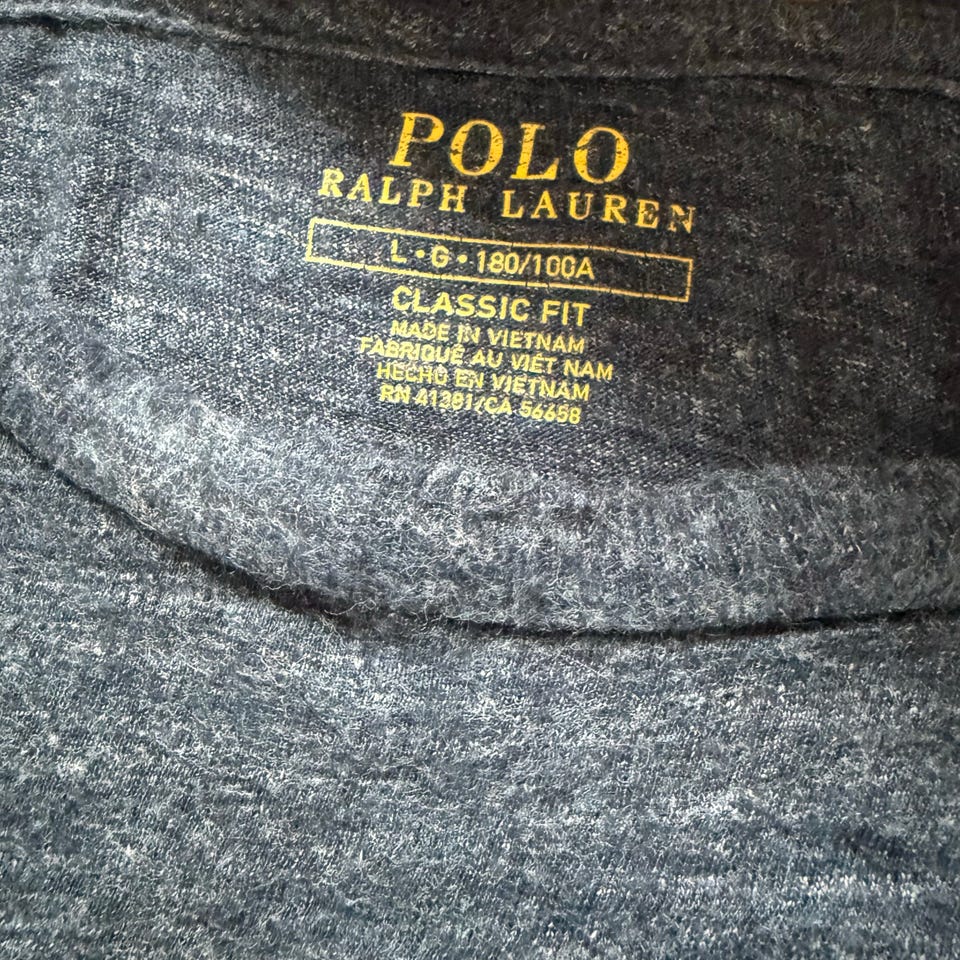 POLO
RALPH LAUREN
L • G • 180/100A
CLASSIC FIT
MADE IN VIETNAM
FABRIQUÉ AU VIÊT NAM
HECHO EN VIETNAM
RN 41381/CA 56658